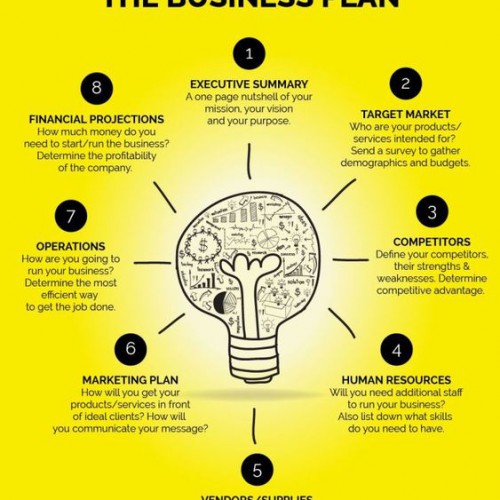 THE BUSINESS PLAN
1
EXECUTIVE SUMMARY
A one page nutshell of your
mission, your vision
and your purpose.
2
TARGET MARKET
Who are your products/
services intended for?
Send a survey to gather
demographics and budgets.
3
COMPETITORS
Define your competitors,
their strengths &
weaknesses. Determine
competitive advantage.
4
HUMAN RESOURCES
Will you need additional staff
to run your business?
Also list down what skills
do you need to have.
5
VENDORS/SUPPLIES
6
MARKETING PLAN
How will you get your
products/services in front
of ideal clients? How will
you communicate your message?
7
OPERATIONS
How are you going to
run your business?
Determine the most
efficient way
to get the job done.
8
FINANCIAL PROJECTIONS
How much money do you
need to start/run the business?
Determine the profitability
of the company.